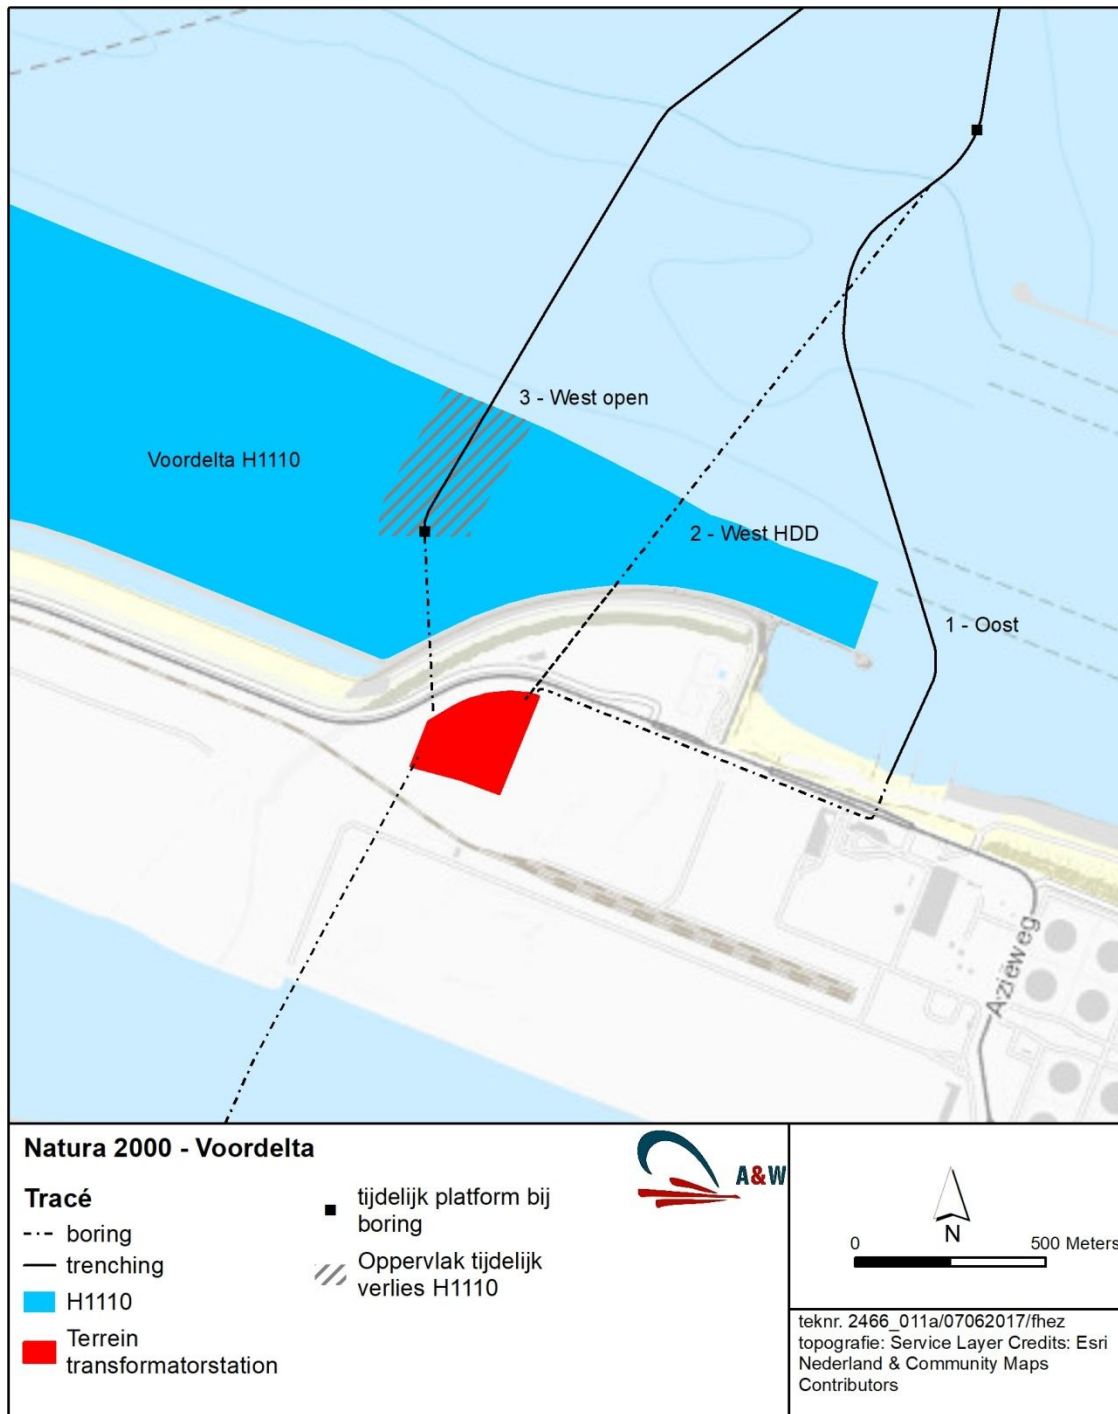 3 - West open
Voordelta H1110
2 - West HDD
1 - Oost
Azieweg
Natura 2000 - Voordelta
Tracé
boring
trenching
H1110
Terrein
transformatorstation
tijdelijk platform bij
boring
Oppervlak tijdelijk
verlies H1110
A&W
N
0 500 Meters
teknr. 2466_011a/07062017/fhez
topografie: Service Layer Credits: Esri
Nederland & Community Maps
Contributors